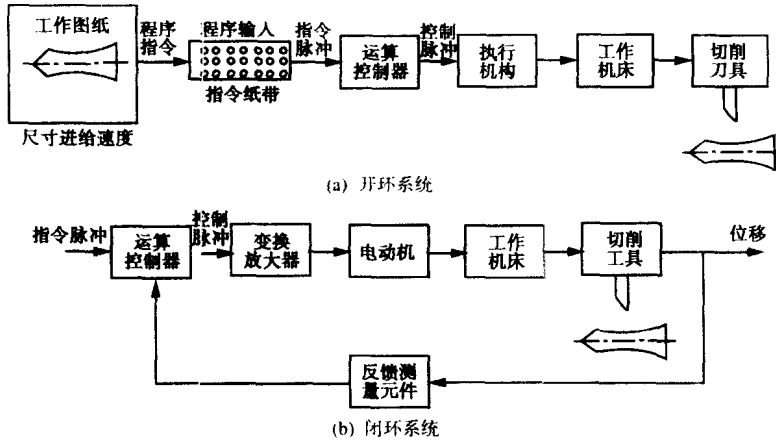 工作图纸
程序
指令
程序输入
指令纸带
指令
脉冲
运算
控制器
控制
脉冲
执行
机构
工作
机床
切削
刀具
尺寸进给速度
(a) 开环系统
指令脉冲
运算
控制器
控制
脉冲
变换
放大器
电动机
工作
机床
切削
工具
位移
反馈测
量元件
(b) 闭环系统